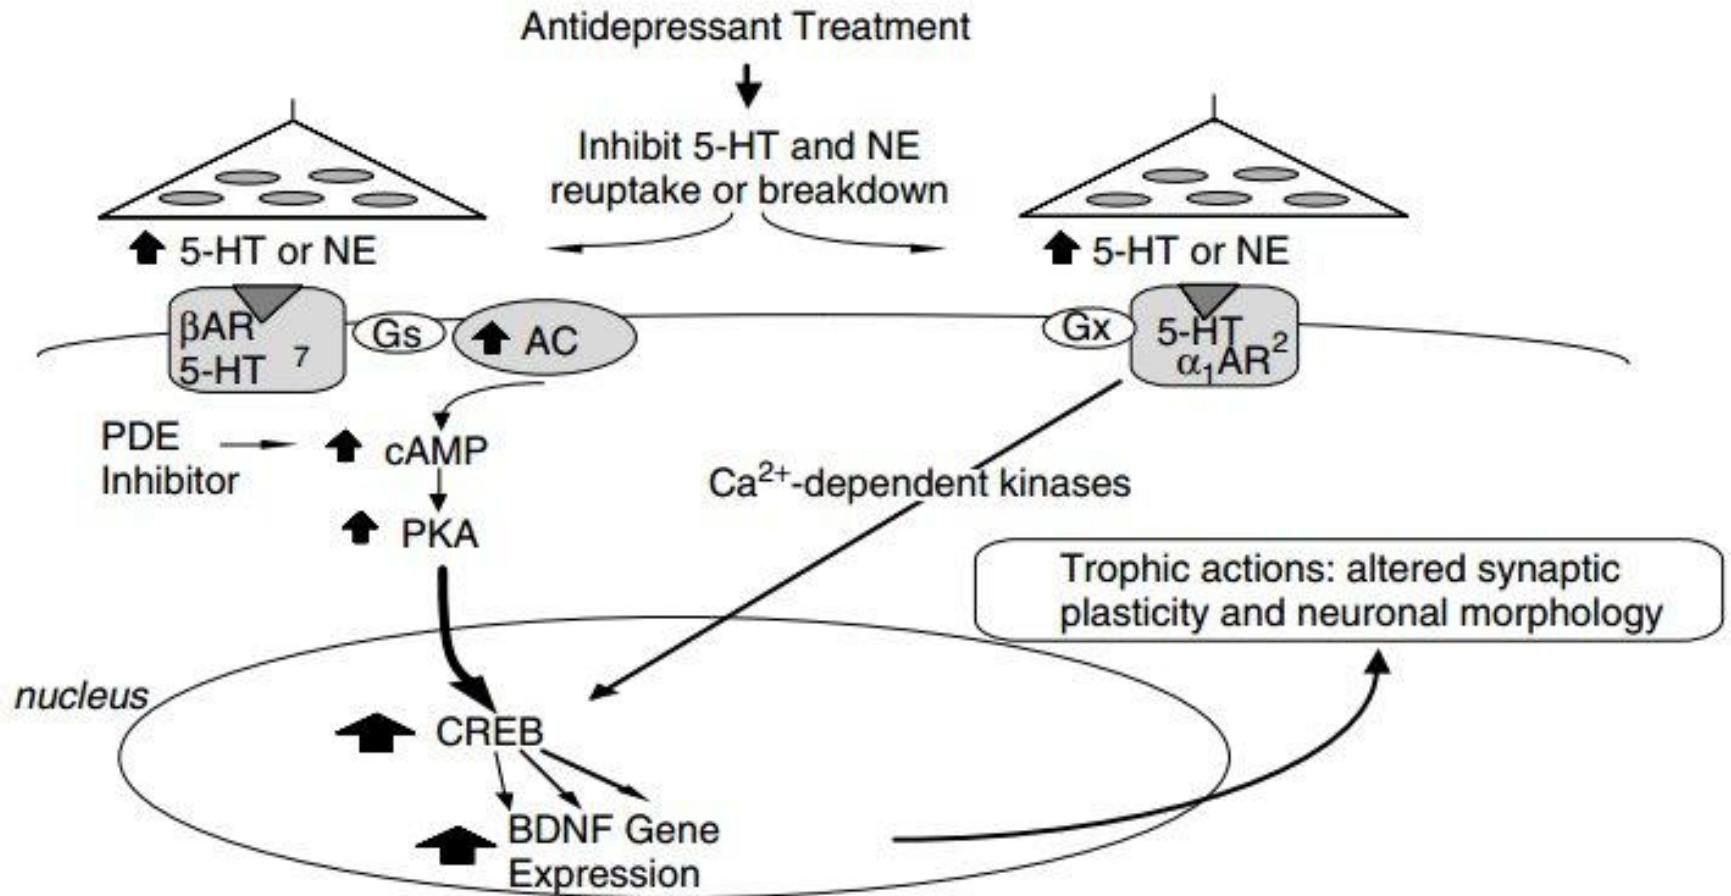 Antidepressant Treatment
Inhibit 5-HT and NE
reuptake or breakdown
5-HT or NE
5-HT or NE
βAR
5-HT 7
Gs
AC
Gx
5-HT
α₁AR²
PDE
Inhibitor
cAMP
PKA
Ca²⁺-dependent kinases
Trophic actions: altered synaptic
plasticity and neuronal morphology
nucleus
CREB
BDNF Gene
Expression